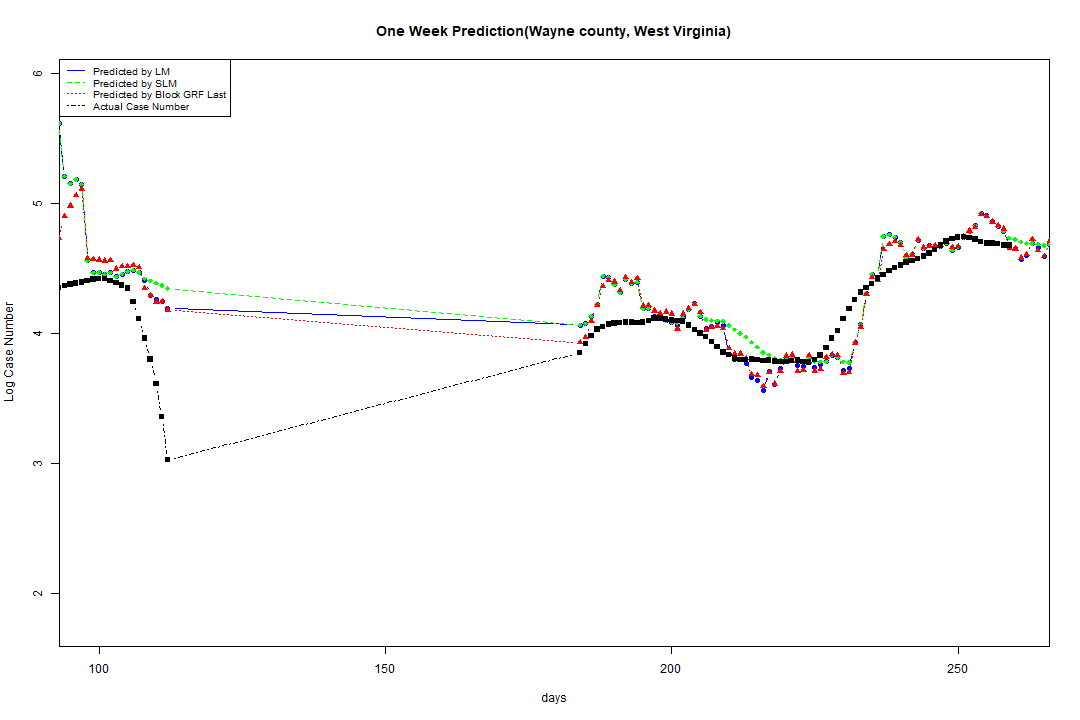 One Week Prediction(Wayne county, West Virginia)
Predicted by LM
Predicted by SLM
Predicted by Block GRF Last
Actual Case Number
6
5
4
3
2
Log Case Number
100 150 200 250
days